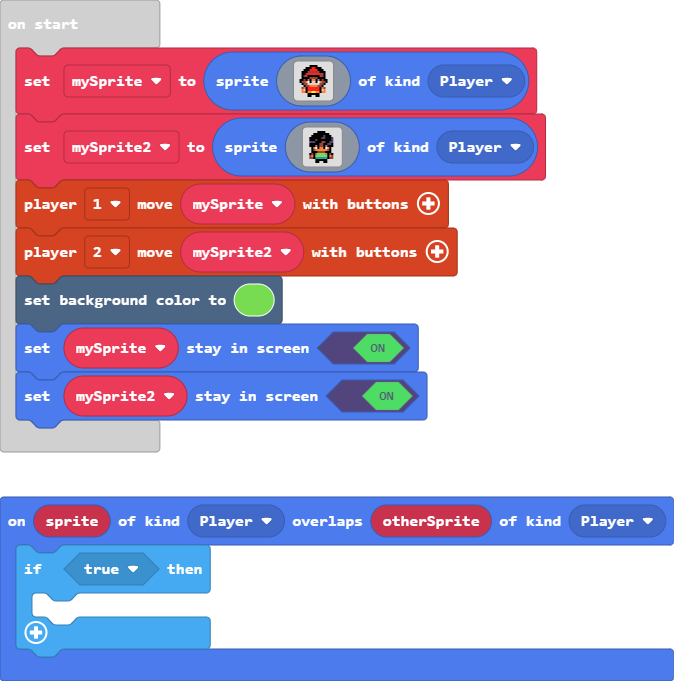 on start
set mySprite to sprite of kind Player
set mySprite2 to sprite of kind Player
player 1 move mySprite with buttons
player 2 move mySprite2 with buttons
set background color to
set mySprite stay in screen ON
set mySprite2 stay in screen ON
on sprite of kind Player overlaps otherSprite of kind Player
if true then